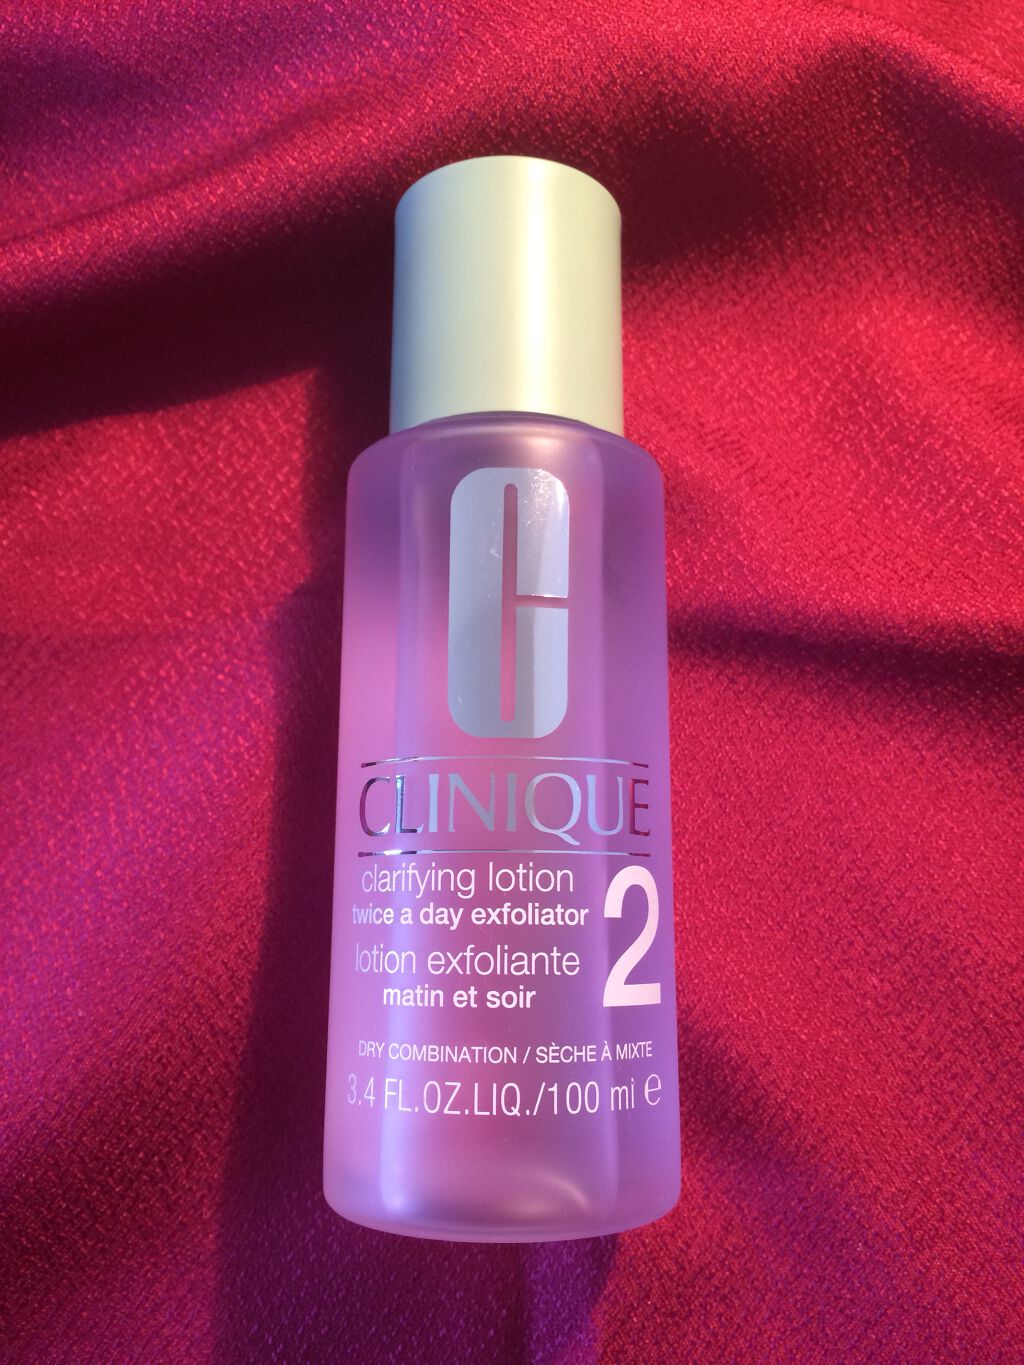 C
CLINIQUE
clarifying lotion
twice a day exfoliator
2
lotion exfoliante
matin et soir
DRY COMBINATION / SÈCHE À MIXTE
3.4 FL.OZ.LIQ./100 ml ℮